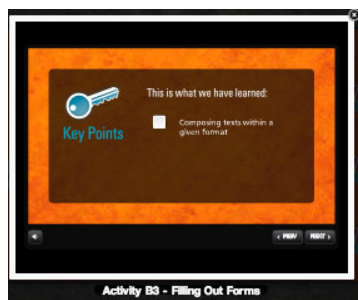 This is what we have learned:
Key Points
Composing texts within a
given format
‹ PREV
NEXT ›
Activity B3 - Filling Out Forms